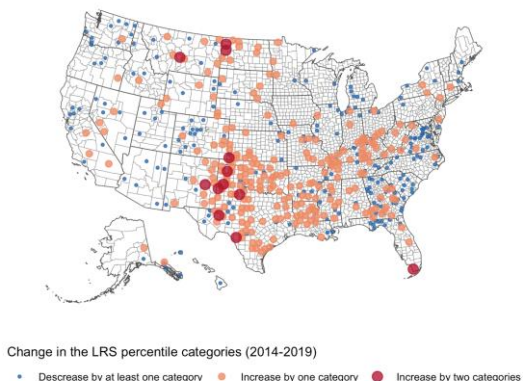 Change in the LRS percentile categories (2014-2019)
Descrease by at least one category Increase by one category Increase by two categories